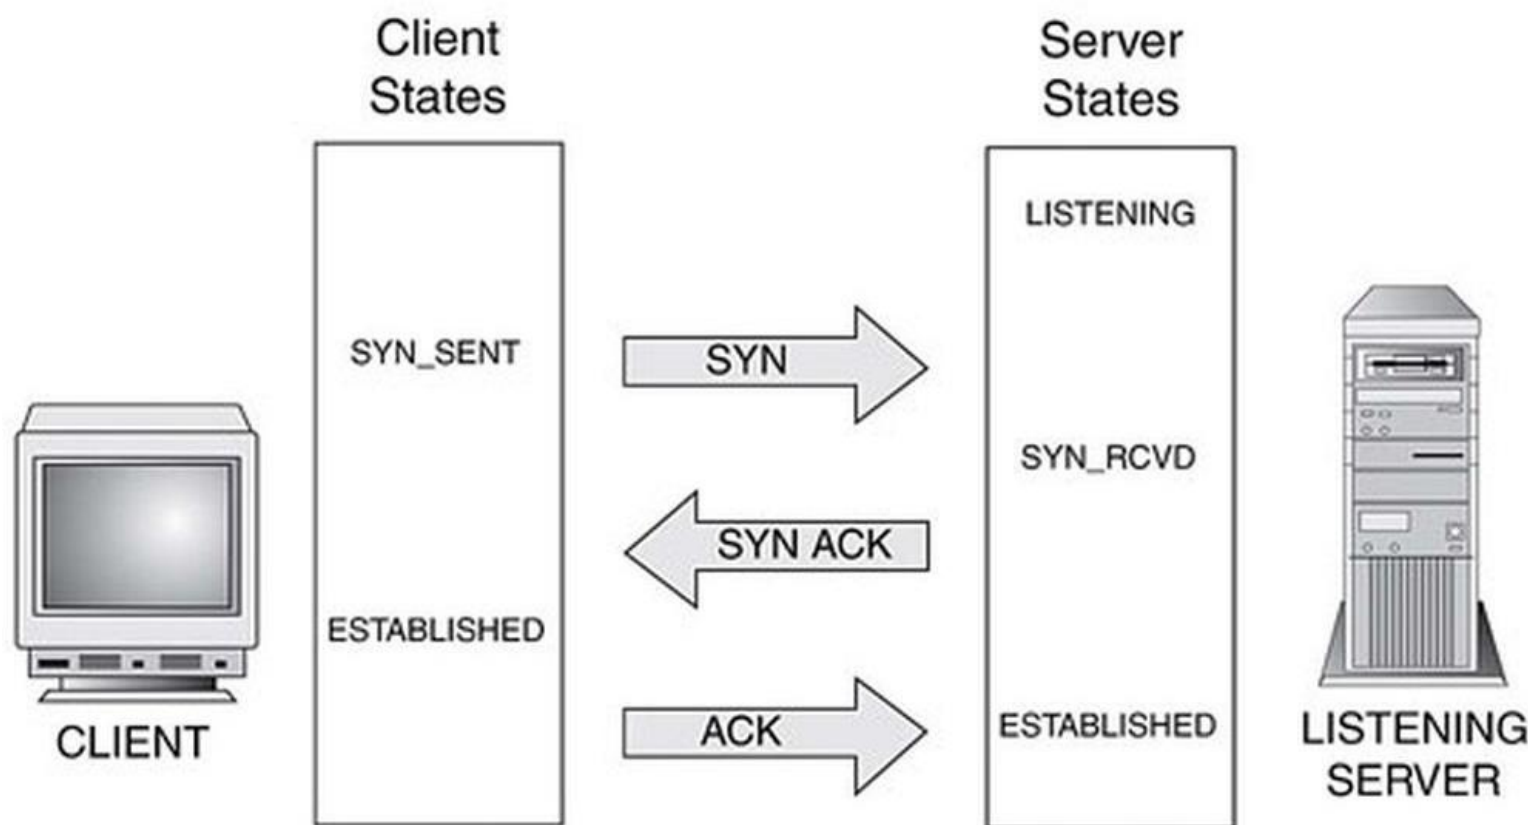 Client
States
Server
States
LISTENING
SYN_SENT
SYN
SYN_RCVD
SYN ACK
ESTABLISHED
ACK
ESTABLISHED
CLIENT
LISTENING
SERVER